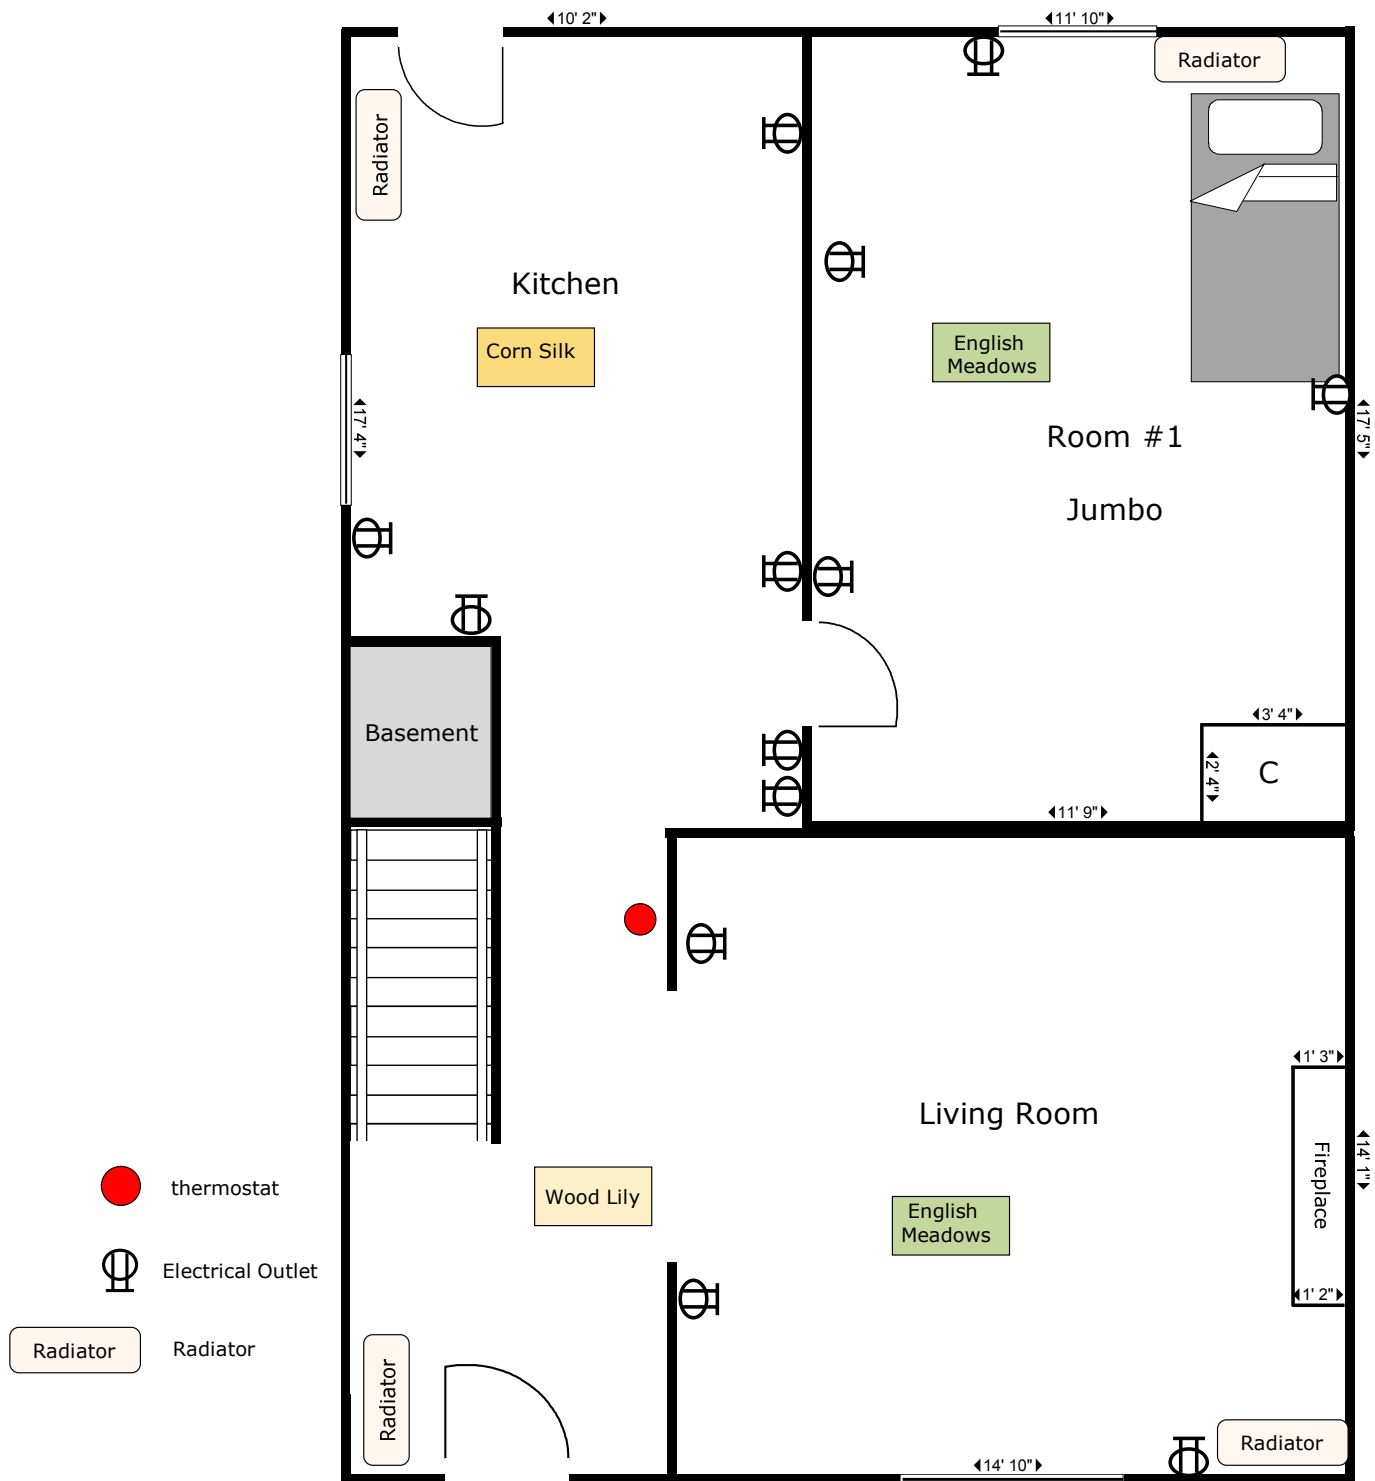 10' 2"
11' 10"
Radiator
Radiator
Kitchen
Corn Silk
English
Meadows
17' 4"
17' 5"
Room #1
Jumbo
Basement
3' 4"
2' 4"
C
11' 9"
1' 3"
Living Room
Fireplace
14' 1"
thermostat
Wood Lily
English
Meadows
Electrical Outlet
1' 2"
Radiator
Radiator
Radiator
Radiator
14' 10"